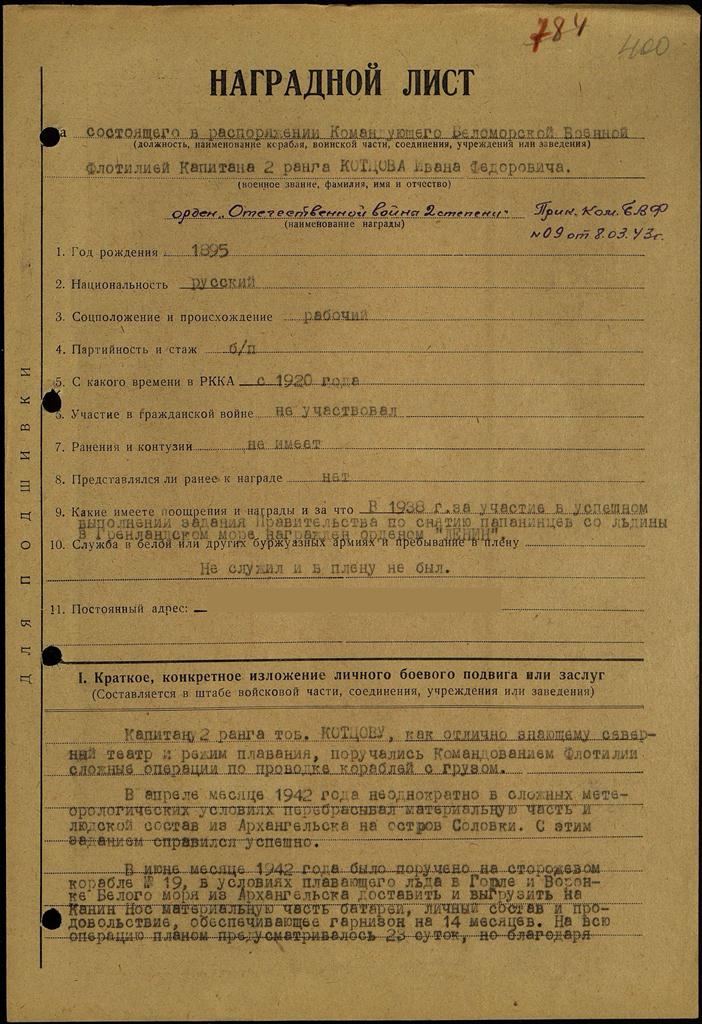 784
400
НАГРАДНОЙ ЛИСТ
а состоящего в распоряжении Командующего Беломорской Военной
(должность, наименование корабля, воинской части, соединения, учреждения или заведения)
Флотилией Капитана 2 ранга КОТЦОВА Ивана Федоровича.
(военное звание, фамилия, имя и отчество)
орден „Отечественной война 2 степени" Прик. Ком. БВФ
(наименование награды)
№ 09 от 8.03.43г.
1. Год рождения 1895
2. Национальность русский
3. Соцположение и происхождение рабочий
4. Партийность и стаж б/п
5. С какого времени в РККА с 1920 года
6. Участие в гражданской войне не участвовал
7. Ранения и контузии не имеет
8. Представлялся ли ранее к награде нет
9. Какие имеете поощрения и награды и за что В 1938 г. за участие в успешном
выполнении задания Правительства по снятию папанинцев со льдины
в Гренландском море награжден орденом "ЛЕНИН".
10. Служба в белой или других буржуазных армиях и пребывание в плену
Не служил и в плену не был.
11. Постоянный адрес:
ДЛЯ ПОДШИВКИ
I. Краткое, конкретное изложение личного боевого подвига или заслуг
(Составляется в штабе войсковой части, соединения, учреждения или заведения)
Капитану 2 ранга тов. КОТЦОВУ, как отлично знающему север-
ный театр и режим плавания, поручались Командованием Флотилии
сложные операции по проводке кораблей с грузом.
В апреле месяце 1942 года неоднократно в сложных мете-
орологических условиях перебрасывал материальную часть и
людской состав из Архангельска на остров Соловки. С этим
заданием справился успешно.
В июне месяце 1942 года было поручено на сторожевом
корабле № 19, в условиях плавающего льда в Горле и Ворон-
ке Белого моря из Архангельска доставить и выгрузить на
Канин Нос материальную часть батареи, личный состав и про-
довольствие, обеспечивающее гарнизон на 14 месяцев. На всю
операцию планом предусматривалось 23 суток, но благодаря